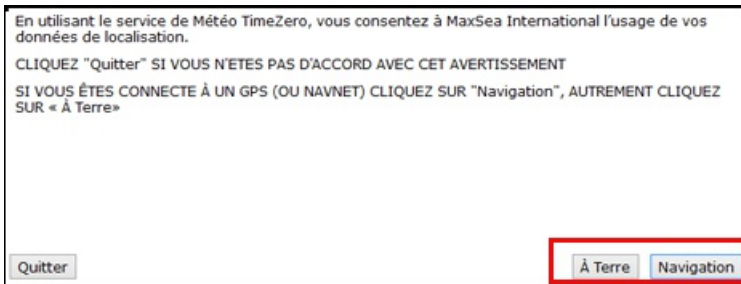 En utilisant le service de Météo TimeZero, vous consentez à MaxSea International l'usage de vos
données de localisation.
CLIQUEZ "Quitter" SI VOUS N'ETES PAS D'ACCORD AVEC CET AVERTISSEMENT
SI VOUS ÊTES CONNECTE À UN GPS (OU NAVNET) CLIQUEZ SUR "Navigation", AUTREMENT CLIQUEZ
SUR « À Terre»
Quitter À Terre Navigation